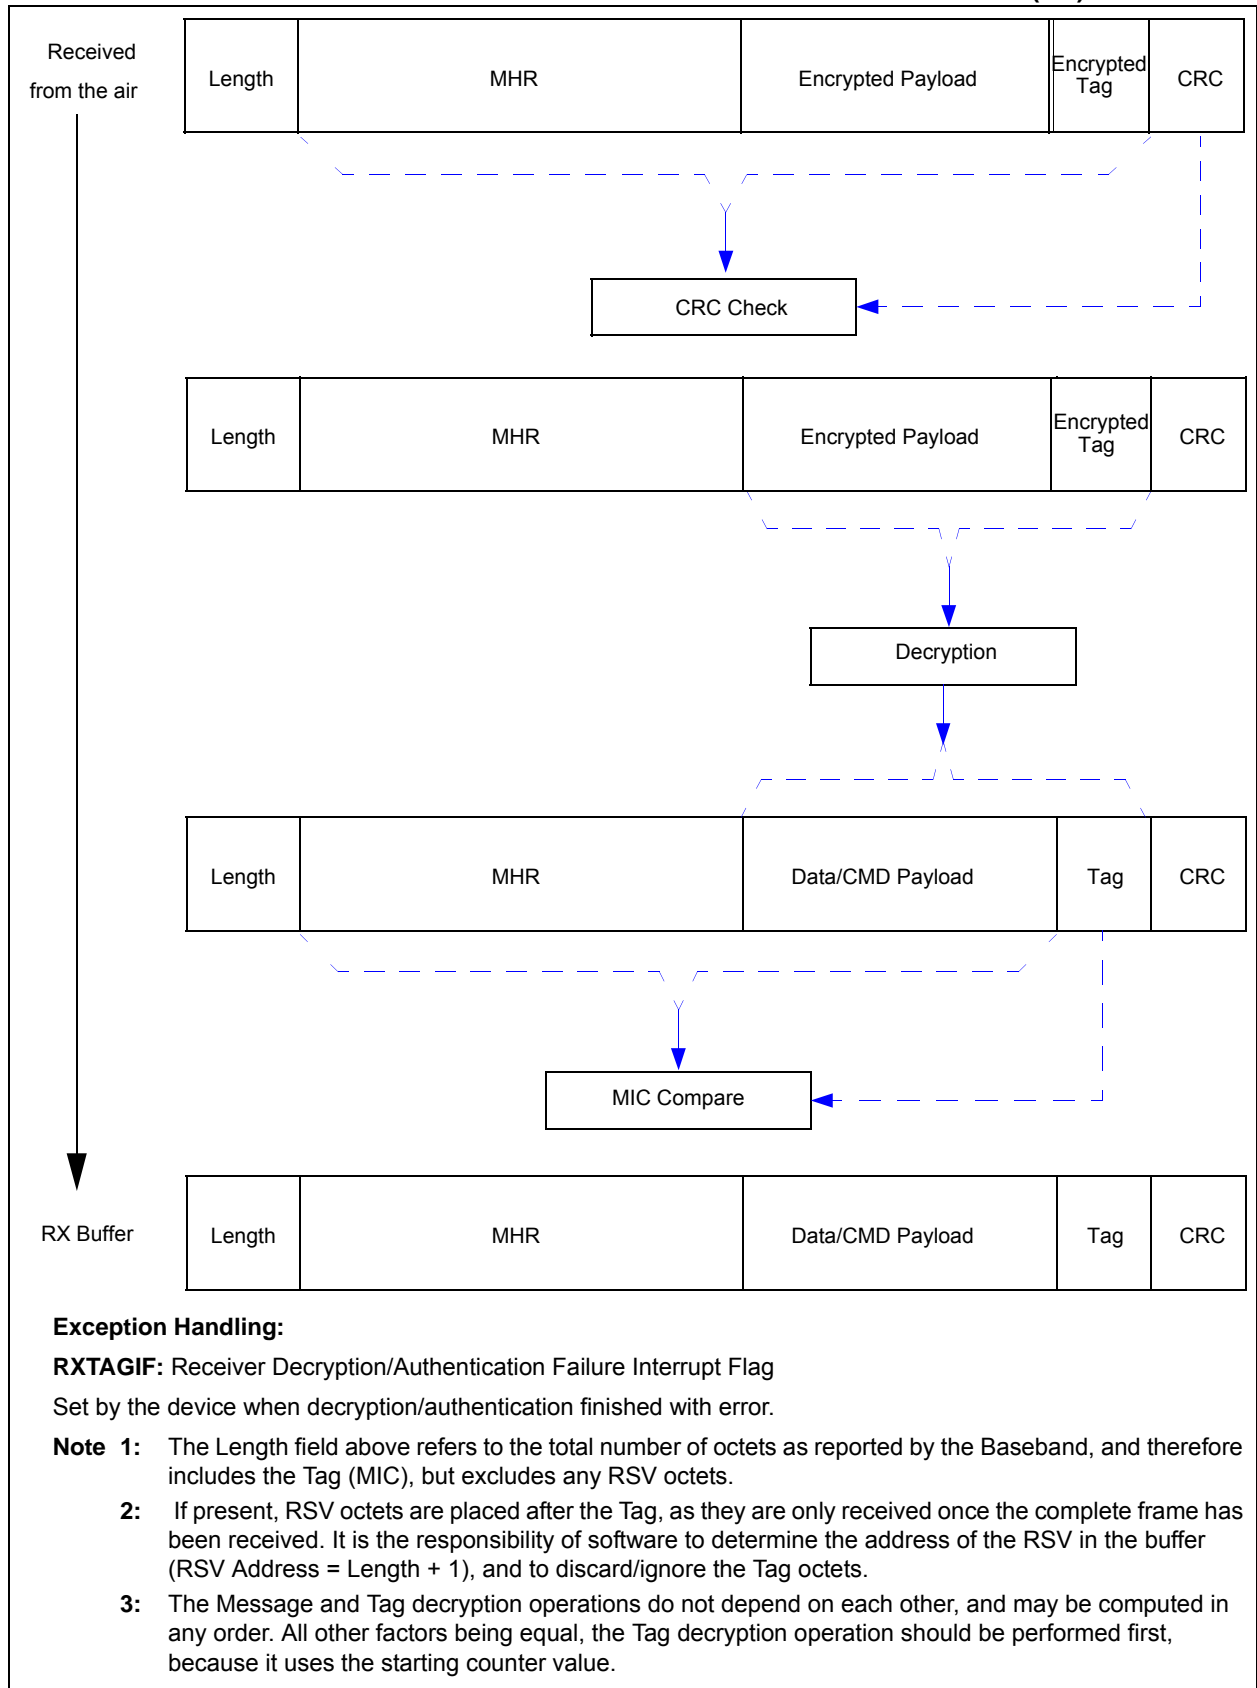 Received
from the air
Length
MHR
Encrypted Payload
Encrypted
Tag
CRC
CRC Check
Length
MHR
Encrypted Payload
Encrypted
Tag
CRC
Decryption
Length
MHR
Data/CMD Payload
Tag
CRC
MIC Compare
RX Buffer
Length
MHR
Data/CMD Payload
Tag
CRC
Exception Handling:
RXTAGIF: Receiver Decryption/Authentication Failure Interrupt Flag
Set by the device when decryption/authentication finished with error.
Note 1: The Length field above refers to the total number of octets as reported by the Baseband, and therefore
includes the Tag (MIC), but excludes any RSV octets.
2: If present, RSV octets are placed after the Tag, as they are only received once the complete frame has
been received. It is the responsibility of software to determine the address of the RSV in the buffer
(RSV Address = Length + 1), and to discard/ignore the Tag octets.
3: The Message and Tag decryption operations do not depend on each other, and may be computed in
any order. All other factors being equal, the Tag decryption operation should be performed first,
because it uses the starting counter value.